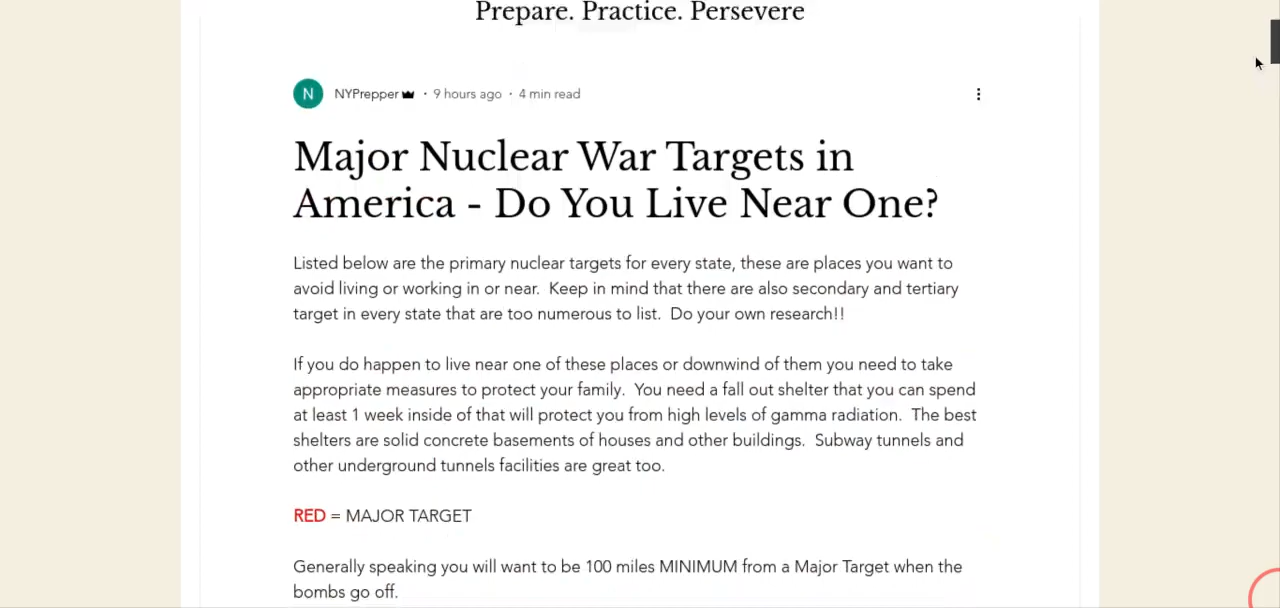 Prepare. Practice. Persevere
N NYPrepper · 9 hours ago · 4 min read
Major Nuclear War Targets in
America - Do You Live Near One?
Listed below are the primary nuclear targets for every state, these are places you want to
avoid living or working in or near. Keep in mind that there are also secondary and tertiary
target in every state that are too numerous to list. Do your own research!!
If you do happen to live near one of these places or downwind of them you need to take
appropriate measures to protect your family. You need a fall out shelter that you can spend
at least 1 week inside of that will protect you from high levels of gamma radiation. The best
shelters are solid concrete basements of houses and other buildings. Subway tunnels and
other underground tunnels facilities are great too.
RED = MAJOR TARGET
Generally speaking you will want to be 100 miles MINIMUM from a Major Target when the
bombs go off.